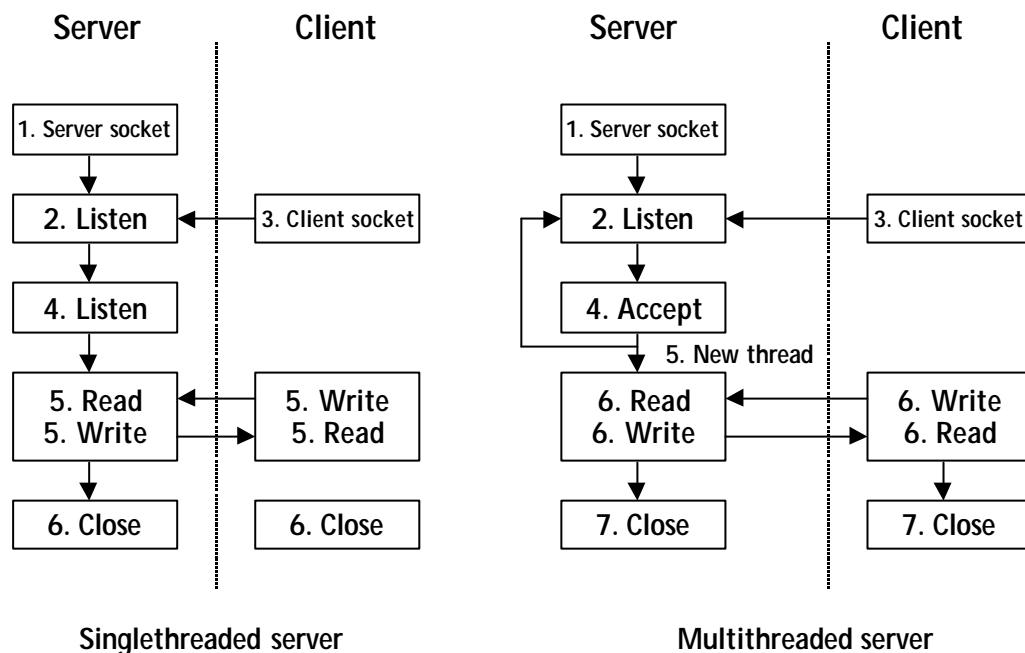 Server
Client
1. Server socket
2. Listen
3. Client socket
4. Listen
5. Read
5. Write
5. Write
5. Read
6. Close
6. Close
Singlethreaded server
Server
Client
1. Server socket
2. Listen
3. Client socket
4. Accept
5. New thread
6. Read
6. Write
6. Write
6. Read
7. Close
7. Close
Multithreaded server